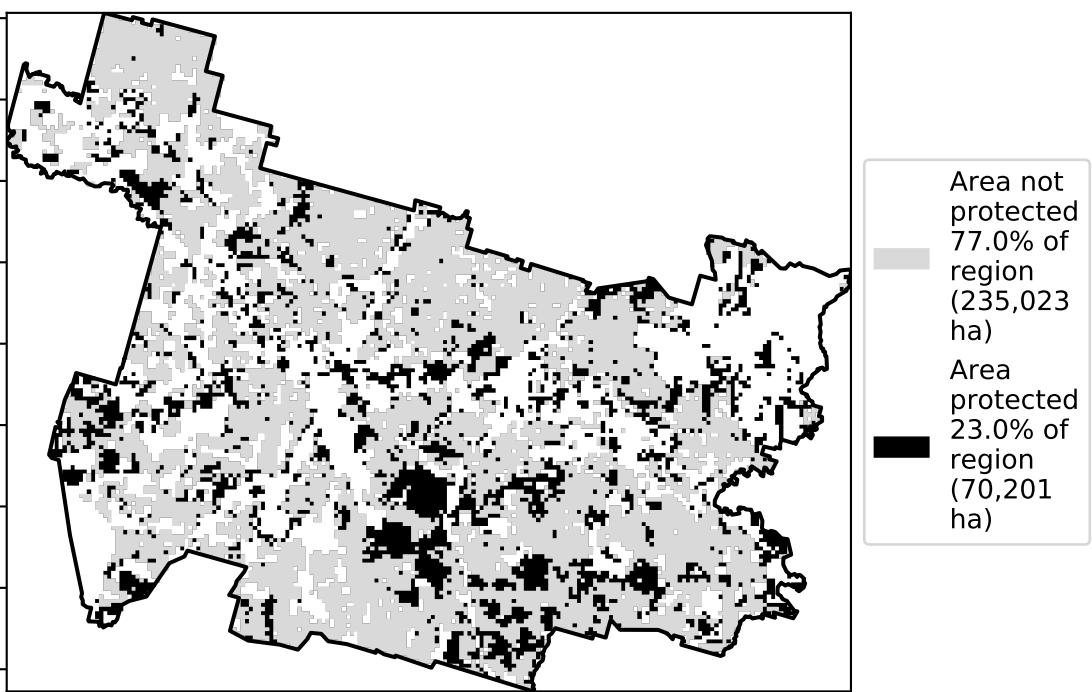 Area not
protected
77.0% of
region
(235,023
ha)
Area
protected
23.0% of
region
(70,201
ha)